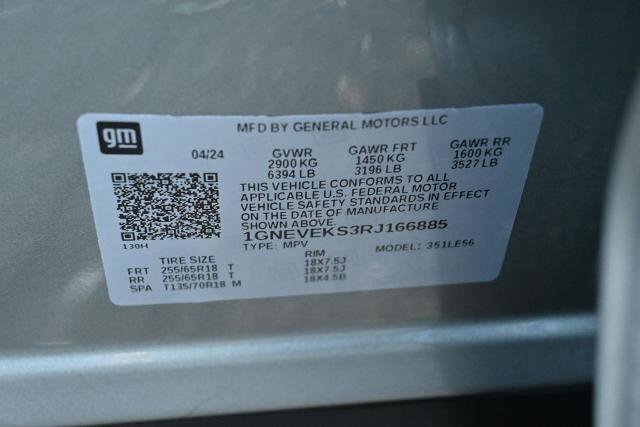 gm
MFD BY GENERAL MOTORS LLC
04/24 GVWR GAWR FRT GAWR RR
2900 KG 1450 KG 1600 KG
6394 LB 3196 LB 3527 LB
THIS VEHICLE CONFORMS TO ALL
APPLICABLE U.S. FEDERAL MOTOR
VEHICLE SAFETY STANDARDS IN EFFECT
ON THE DATE OF MANUFACTURE
SHOWN ABOVE.
1GNEVEKS3RJ166885
130H TYPE: MPV MODEL: 351LE56
TIRE SIZE RIM
FRT 255/65R18 T 18X7.5J
RR 255/65R18 T 18X7.5J
SPA T135/70R18 M 18X4.5B